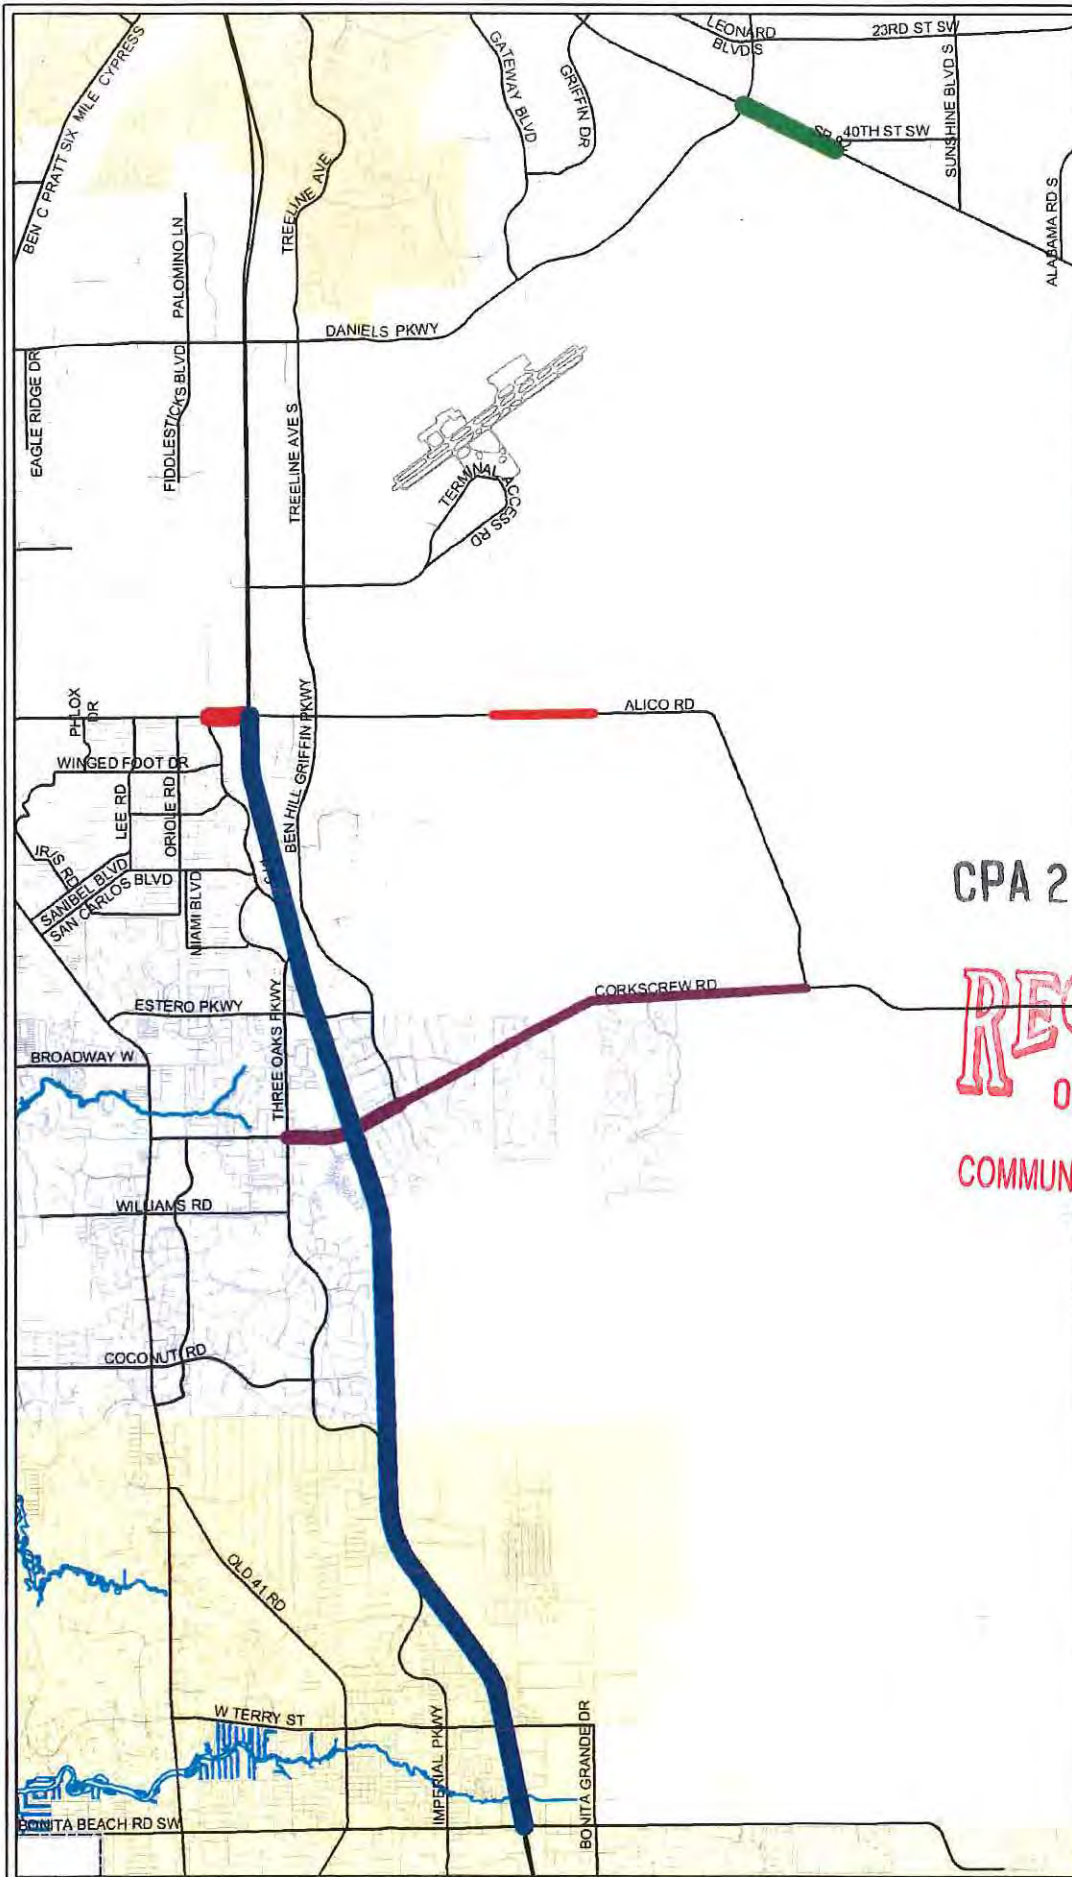 LEONARD
BLVD S
23RD ST SW
GATEWAY BLVD
GRIFFIN DR
BEN C PRATT SIX MILE CYPRESS
SUNSHINE BLVD S
40TH ST SW
ALABAMA RD S
TREELINE AVE
PALOMINO LN
DANIELS PKWY
EAGLE RIDGE DR
FIDDLESTICKS BLVD
TREELINE AVE S
TERMINAL ACCESS RD
PHLOX
DR
ALICO RD
BEN HILL GRIFFIN PKWY
WINGED FOOT DR
LEE RD
ORIOLE RD
IRIS RD
SANIBEL BLVD
SAN CARLOS BLVD
MIAMI BLVD
CPA 2
REC
0
COMMUN
CORKSCREW RD
ESTERO PKWY
THREE OAKS PKWY
BROADWAY W
WILLIAMS RD
COCONUT RD
OLD 41 RD
W TERRY ST
IMPERIAL PKWY
BONITA GRANDE DR
BONITA BEACH RD SW